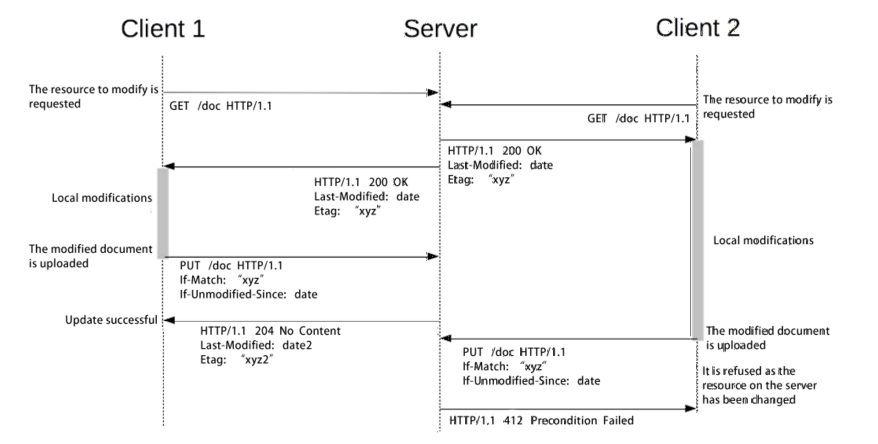 Client 1
Server
Client 2
The resource to modify is
requested
GET /doc HTTP/1.1
The resource to modify is
requested
GET /doc HTTP/1.1
HTTP/1.1 200 OK
Last-Modified: date
Etag: "xyz"
HTTP/1.1 200 OK
Last-Modified: date
Etag: "xyz"
Local modifications
Local modifications
The modified document
is uploaded
PUT /doc HTTP/1.1
If-Match: "xyz"
If-Unmodified-Since: date
Update successful
HTTP/1.1 204 No Content
Last-Modified: date2
Etag: "xyz2"
The modified document
is uploaded
PUT /doc HTTP/1.1
If-Match: "xyz"
If-Unmodified-Since: date
It is refused as the
resource on the server
has been changed
HTTP/1.1 412 Precondition Failed